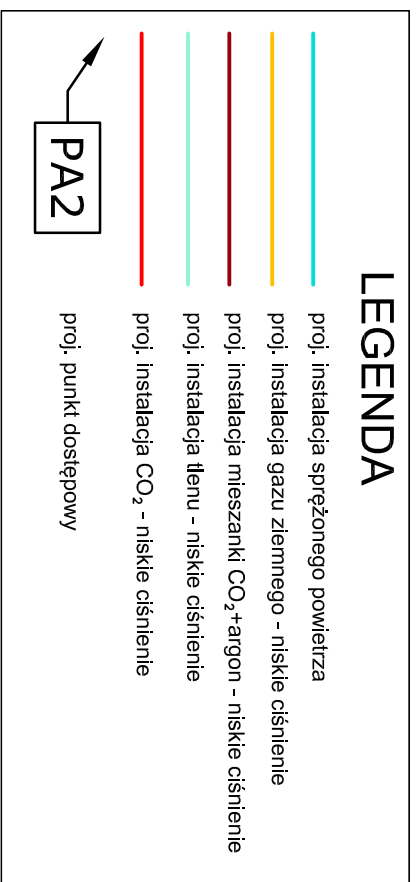 LEGENDA
proj. instalacja sprężonego powietrza
proj. instalacja gazu ziemnego - niskie ciśnienie
proj. instalacja mieszanki CO₂+argon - niskie ciśnienie
proj. instalacja tlenu - niskie ciśnienie
proj. instalacja CO₂ - niskie ciśnienie
PA2 proj. punkt dostępowy